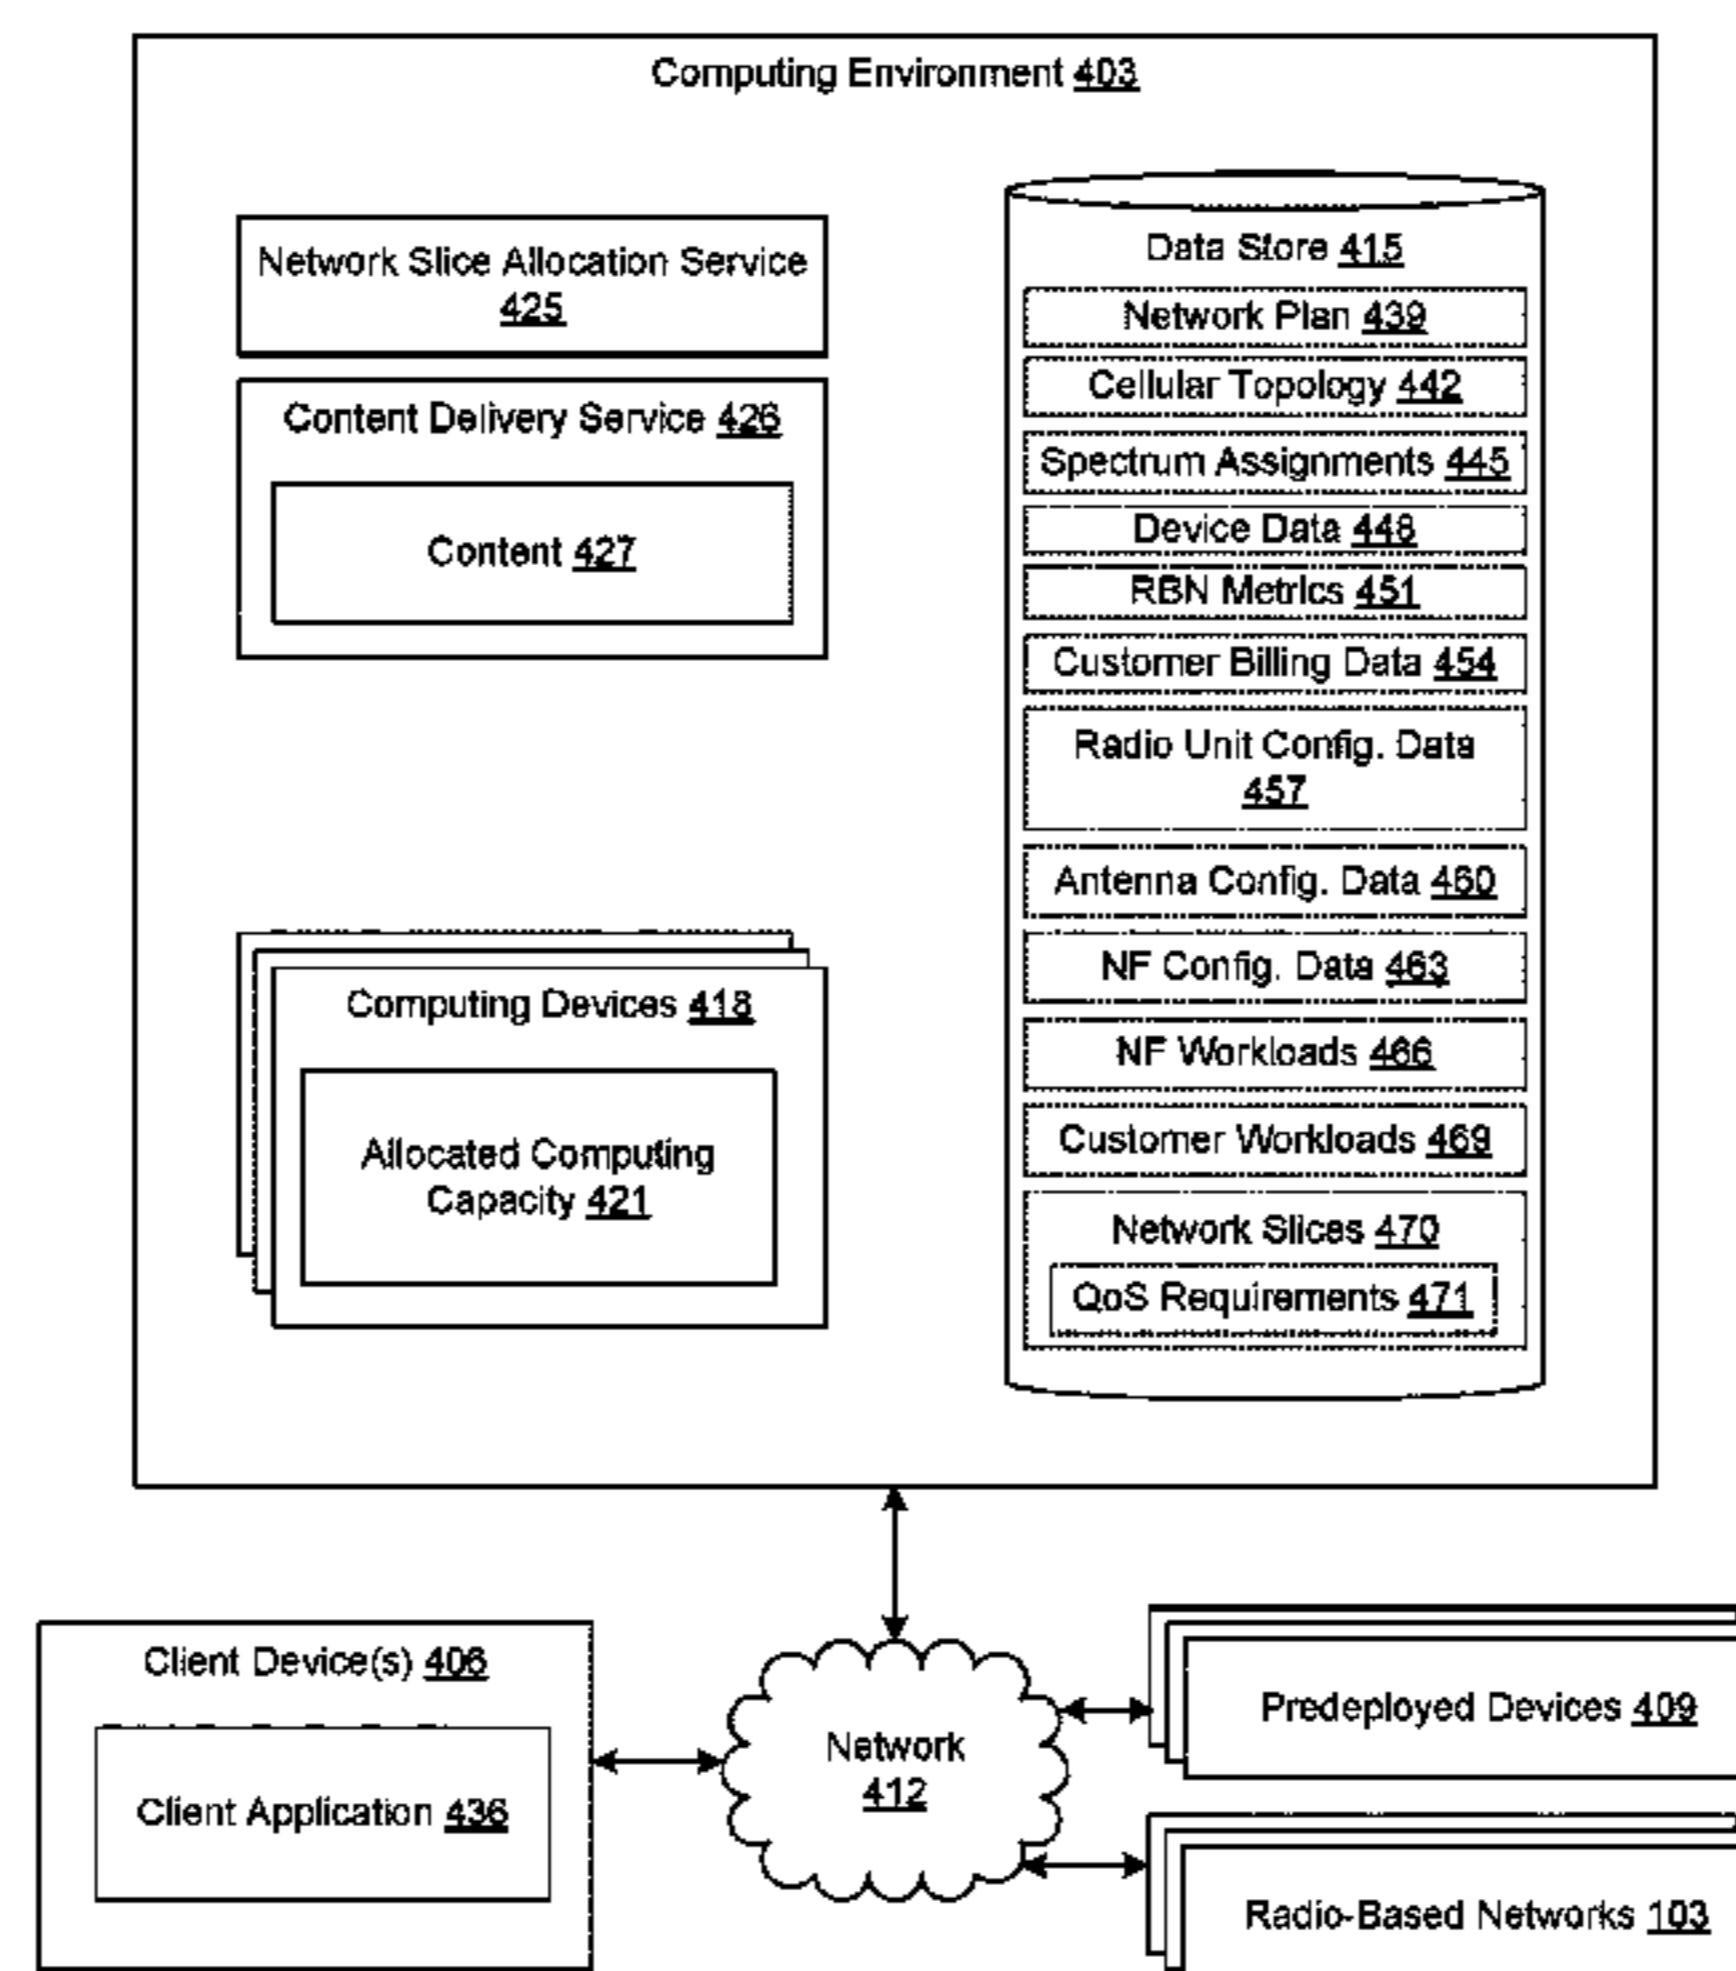 Computing Environment 403
Network Slice Allocation Service
425
Content Delivery Service 426
Content 427
Computing Devices 418
Allocated Computing
Capacity 421
Data Store 415
Network Plan 439
Cellular Topology 442
Spectrum Assignments 445
Device Data 448
RBN Metrics 451
Customer Billing Data 454
Radio Unit Config. Data
457
Antenna Config. Data 460
NF Config. Data 463
NF Workloads 466
Customer Workloads 469
Network Slices 470
QoS Requirements 471
Client Device(s) 406
Client Application 436
Network
412
Predeployed Devices 409
Radio-Based Networks 103